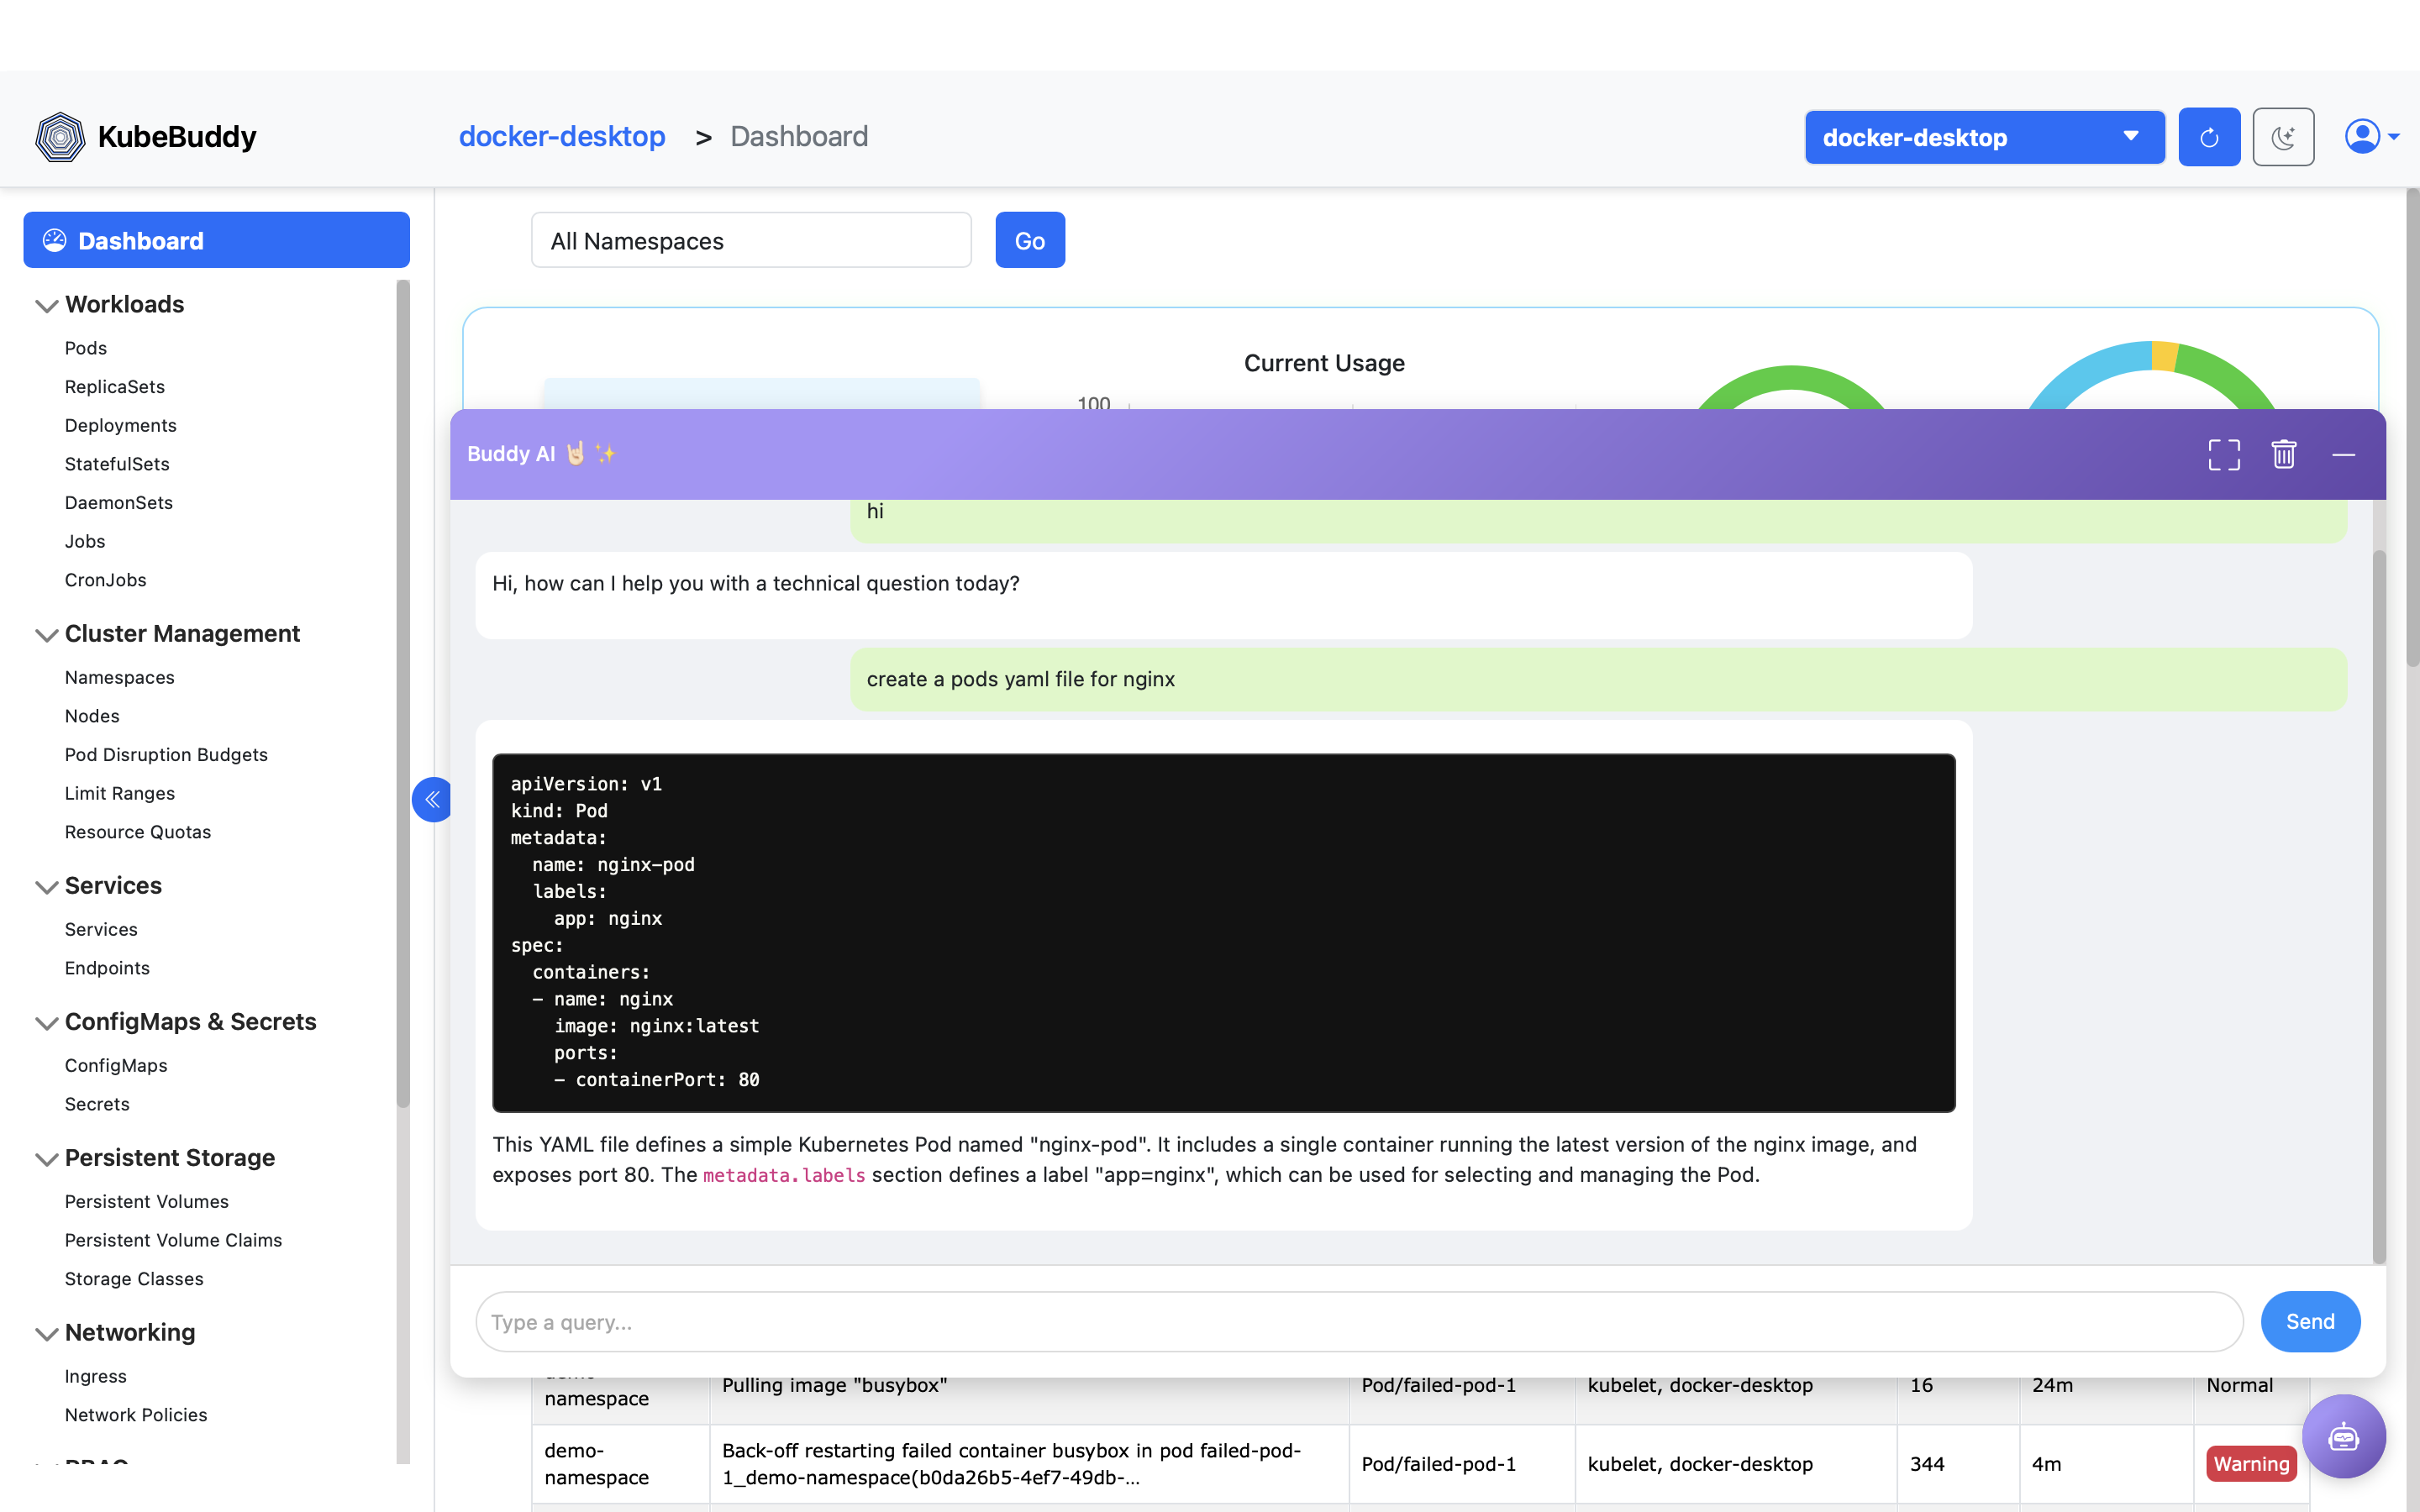 KubeBuddy
docker-desktop > Dashboard
docker-desktop
Dashboard
Workloads
Pods
ReplicaSets
Deployments
StatefulSets
DaemonSets
Jobs
CronJobs
Cluster Management
Namespaces
Nodes
Pod Disruption Budgets
Limit Ranges
Resource Quotas
Services
Services
Endpoints
ConfigMaps & Secrets
ConfigMaps
Secrets
Persistent Storage
Persistent Volumes
Persistent Volume Claims
Storage Classes
Networking
Ingress
Network Policies
RBAC
All Namespaces
Go
Current Usage
100
Buddy AI 🤘🏻 ✨
hi
Hi, how can I help you with a technical question today?
create a pods yaml file for nginx
apiVersion: v1
kind: Pod
metadata:
  name: nginx-pod
  labels:
    app: nginx
spec:
  containers:
  - name: nginx
    image: nginx:latest
    ports:
    - containerPort: 80
This YAML file defines a simple Kubernetes Pod named "nginx-pod". It includes a single container running the latest version of the nginx image, and
exposes port 80. The metadata.labels section defines a label "app=nginx", which can be used for selecting and managing the Pod.
Type a query...
Send
demo-
namespace
Pulling image "busybox"
Pod/failed-pod-1
kubelet, docker-desktop
16
24m
Normal
demo-
namespace
Back-off restarting failed container busybox in pod failed-pod-
1_demo-namespace(b0da26b5-4ef7-49db-...
Pod/failed-pod-1
kubelet, docker-desktop
344
4m
Warning